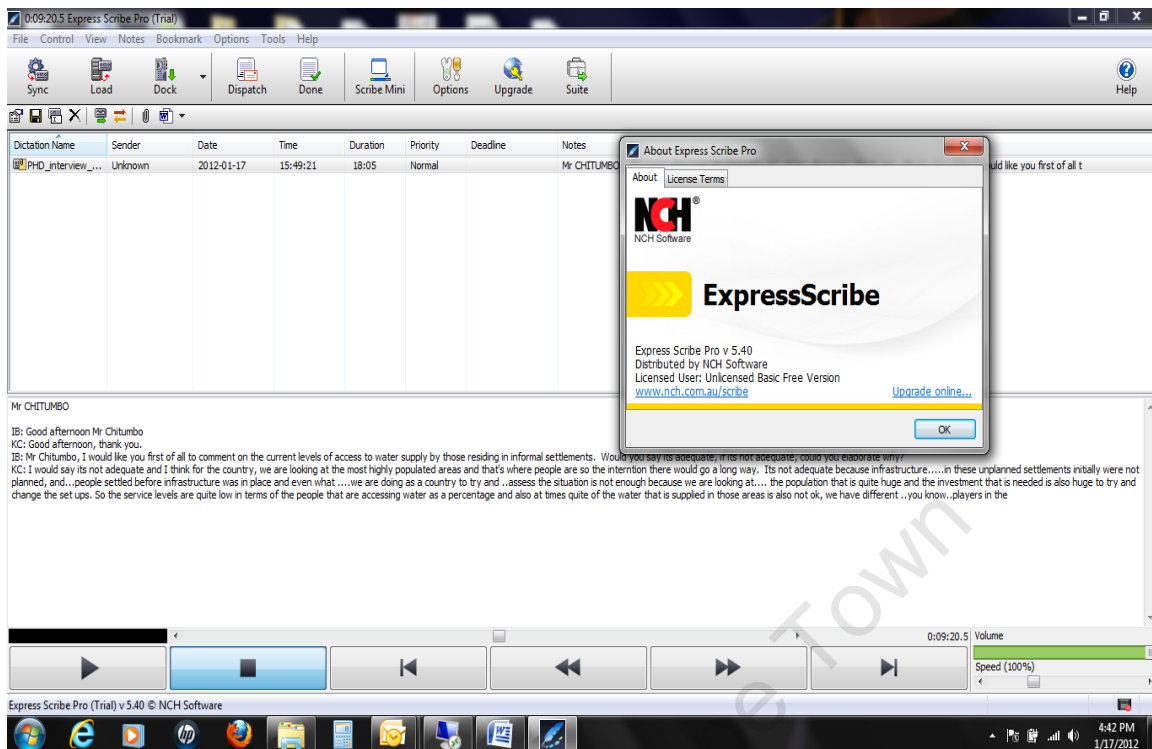 0:09:20.5 Express Scribe Pro (Trial)
File Control View Notes Bookmark Options Tools Help
Sync Load Dock Dispatch Done Scribe Mini Options Upgrade Suite Help
Dictation Name Sender Date Time Duration Priority Deadline Notes
PHD_interview_... Unknown 2012-01-17 15:49:21 18:05 Normal Mr CHITUMBO uld like you first of all t
About Express Scribe Pro
About License Terms
NCH®
NCH Software
ExpressScribe
Express Scribe Pro v 5.40
Distributed by NCH Software
Licensed User: Unlicensed Basic Free Version
www.nch.com.au/scribe Upgrade online...
OK
Mr CHITUMBO
IB: Good afternoon Mr Chitumbo
KC: Good afternoon, thank you.
IB: Mr Chitumbo, I would like you first of all to comment on the current levels of access to water supply by those residing in informal settlements. Would you say its adequate, if its not adequate, could you elaborate why?
KC: I would say its not adequate and I think for the country, we are looking at the most highly populated areas and that's where people are so the interntion there would go a long way. Its not adequate because infrastructure.....in these unplanned settlements initially were not
planned, and...people settled before infrastructure was in place and even what ....we are doing as a country to try and ..assess the situation is not enough because we are looking at.... the population that is quite huge and the investment that is needed is also huge to try and
change the set ups. So the service levels are quite low in terms of the people that are accessing water as a percentage and also at times quite of the water that is supplied in those areas is also not ok, we have different ..you know..players in the
0:09:20.5 Volume
Speed (100%)
Express Scribe Pro (Trial) v 5.40 © NCH Software
4:42 PM
1/17/2012
e Town